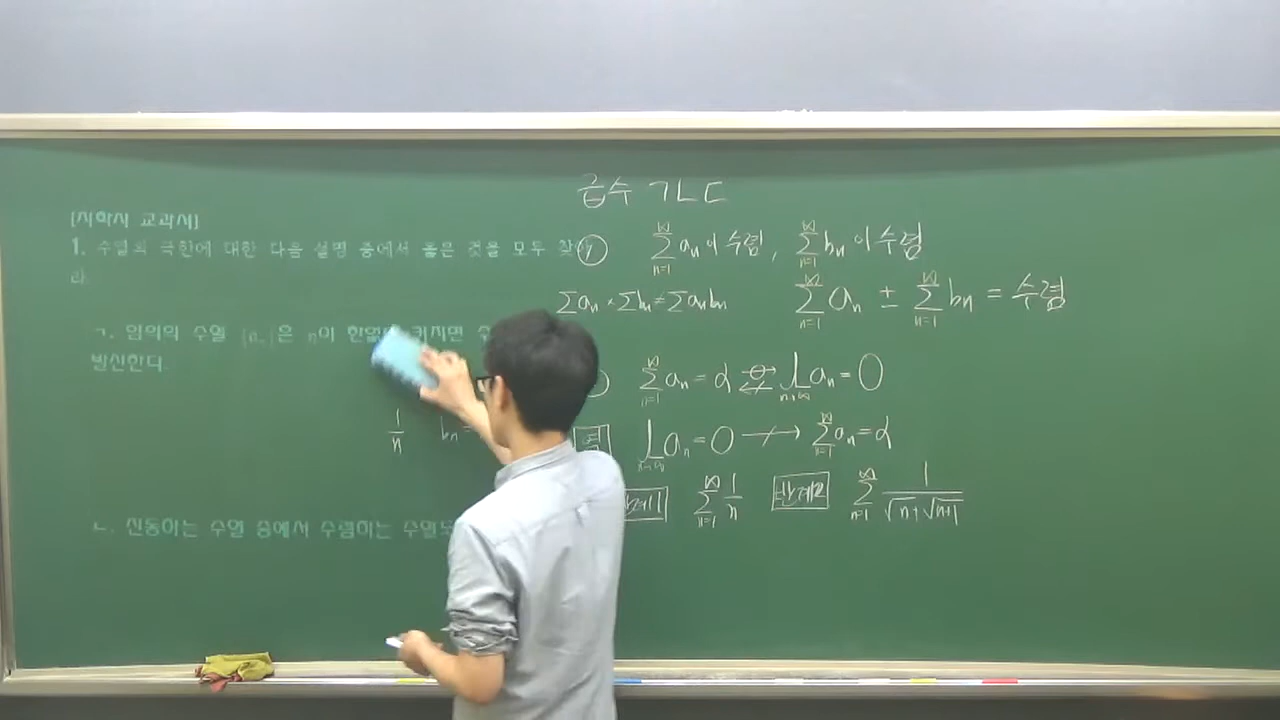 급수 ㄱㄴㄷ
[지학사 교과서]
1. 수열의 극한에 대한 다음 설명 중에서 옳은 것을 모두 찾
라.
ㄱ. 임의의 수열 {aₙ}은 n이 한없이 커지면 수
발산한다.
1/n bₙ=
ㄴ. 진동하는 수열 중에서 수렴하는 수열도
① ∑(n=1→∞) aₙ이 수렴, ∑(n=1→∞) bₙ이 수렴
∑aₙ × ∑bₙ ≠ ∑aₙbₙ ∑(n=1→∞) aₙ ± ∑(n=1→∞) bₙ = 수렴
∑(n=1→∞) aₙ = α ⇄ lim(n→∞) aₙ = 0
lim(n→∞) aₙ = 0 ↛ ∑(n=1→∞) aₙ = α
반례1 ∑(n=1→∞) 1/n 반례2 ∑(n=1→∞) 1/(√n+√(n+1))